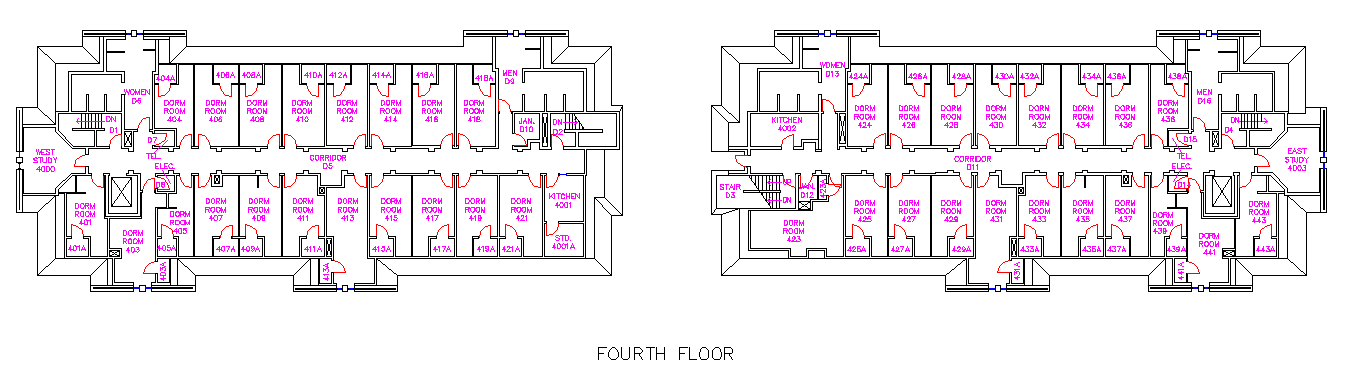 404A
406A
408A
410A
412A
414A
416A
418A
MEN
D9
WOMEN
D6
DORM
ROOM
404
DORM
ROOM
406
DORM
ROOM
408
DORM
ROOM
410
DORM
ROOM
412
DORM
ROOM
414
DORM
ROOM
416
DORM
ROOM
418
DN
D1
JAN.
D10
DN
D2
D7
TEL.
ELEC.
D8
WEST
STUDY
4000
CORRIDOR
D5
DORM
ROOM
401
DORM
ROOM
403
DORM
ROOM
405
DORM
ROOM
407
DORM
ROOM
409
DORM
ROOM
411
DORM
ROOM
413
DORM
ROOM
415
DORM
ROOM
417
DORM
ROOM
419
DORM
ROOM
421
KITCHEN
4001
STD.
4001A
401A
405A
407A
409A
411A
417A
419A
421A
403A
413A
WOMEN
D13
424A
426A
428A
430A
432A
434A
436A
438A
MEN
D16
KITCHEN
4002
DORM
ROOM
424
DORM
ROOM
426
DORM
ROOM
428
DORM
ROOM
430
DORM
ROOM
432
DORM
ROOM
434
DORM
ROOM
436
DORM
ROOM
438
DN
D4
D15
TEL.
ELEC.
EAST
STUDY
4003
CORRIDOR
D11
STAIR
D3
UP
DN
JAN.
D12
423A
DORM
ROOM
423
DORM
ROOM
425
DORM
ROOM
427
DORM
ROOM
429
DORM
ROOM
431
DORM
ROOM
433
DORM
ROOM
435
DORM
ROOM
437
DORM
ROOM
439
DORM
ROOM
441
DORM
ROOM
443
425A
427A
429A
433A
435A
437A
439A
443A
431A
441A
FOURTH FLOOR